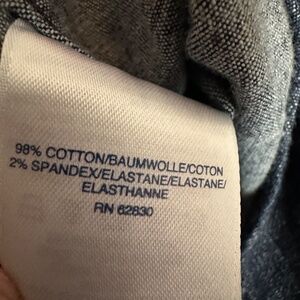 98% COTTON/BAUMWOLLE/COTON
2% SPANDEX/ELASTANE/ELASTANE/
ELASTHANNE
RN 62830